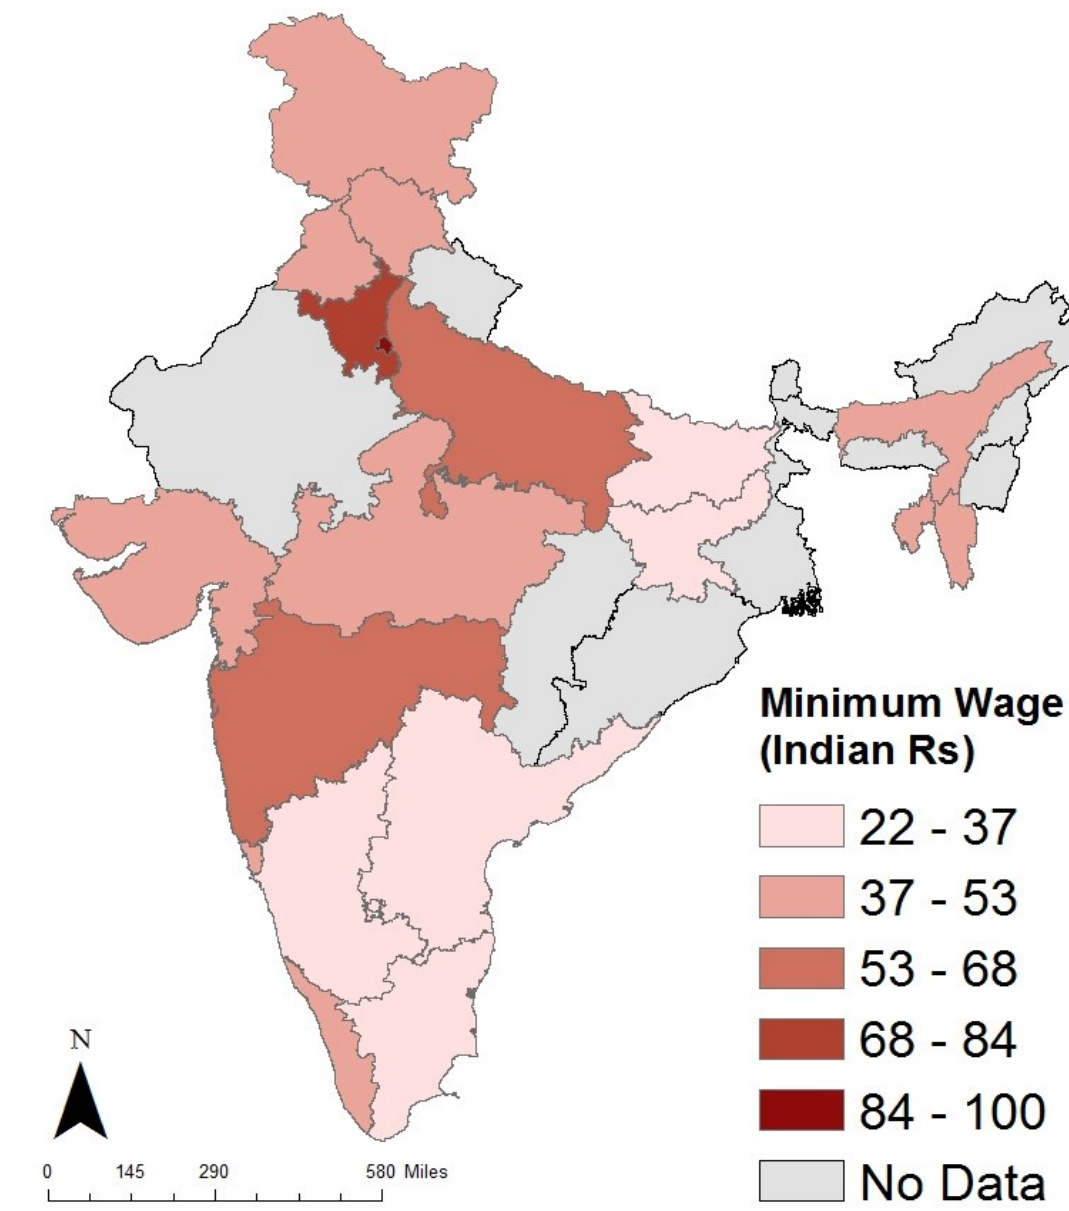 Minimum Wage
(Indian Rs)
22 - 37
37 - 53
53 - 68
68 - 84
84 - 100
No Data
N
0 145 290 580 Miles